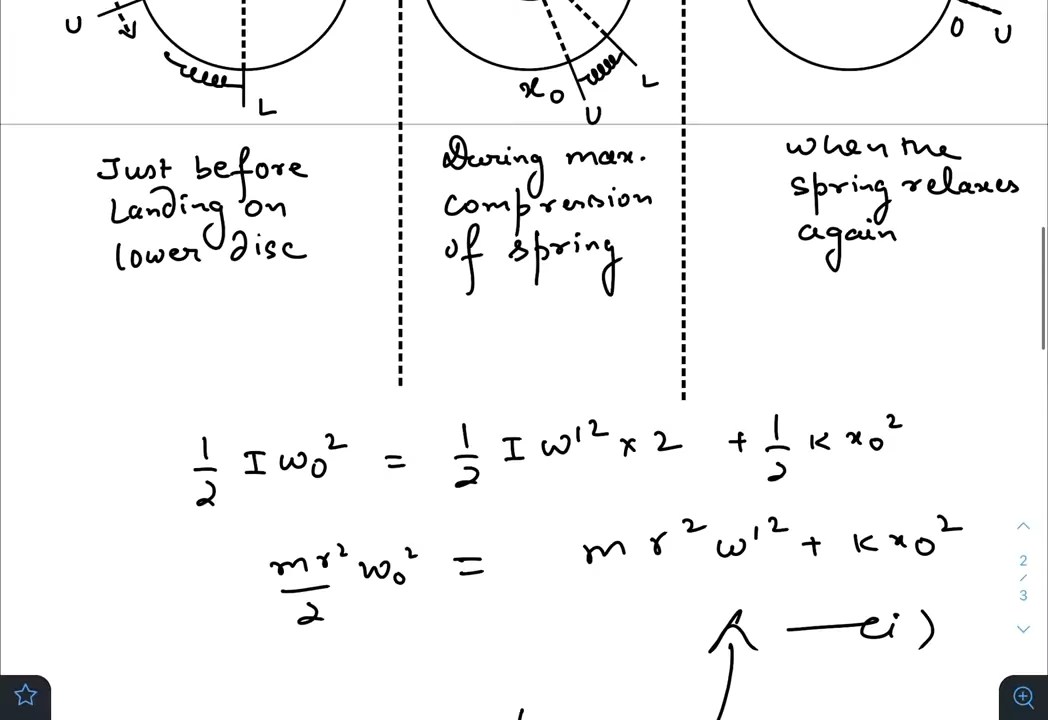 U
L
x₀
U
L
O
U
Just before
Landing on
lower disc
During max.
compression
of spring
when the
spring relaxes
again
1/2 I ω₀² = 1/2 I ω'² × 2 + 1/2 K x₀²
mr²/2 ω₀² = m r² ω'² + K x₀²
—(i)
2
/
3